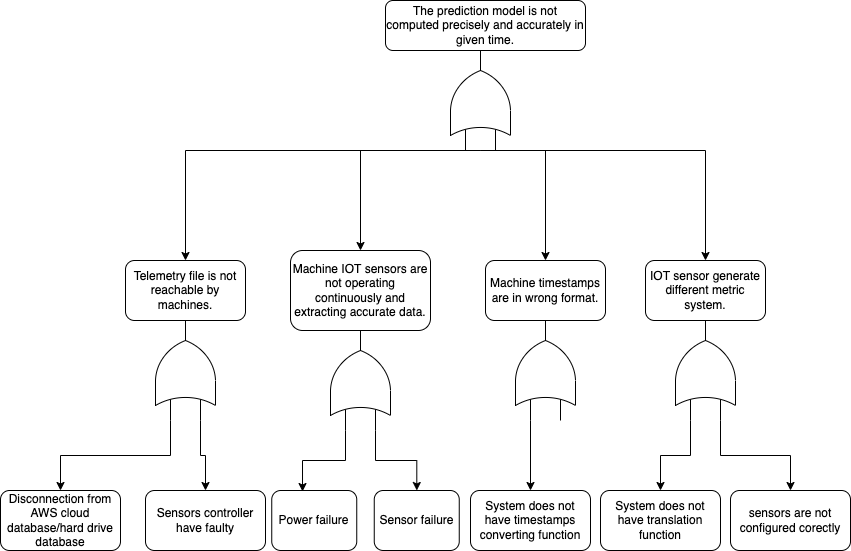 The prediction model is not
computed precisely and accurately in
given time.
Telemetry file is not
reachable by
machines.
Machine IOT sensors are
not operating
continuously and
extracting accurate data.
Machine timestamps
are in wrong format.
IOT sensor generate
different metric
system.
Disconnection from
AWS cloud
database/hard drive
database
Sensors controller
have faulty
Power failure
Sensor failure
System does not
have timestamps
converting function
System does not
have translation
function
sensors are not
configured corectly